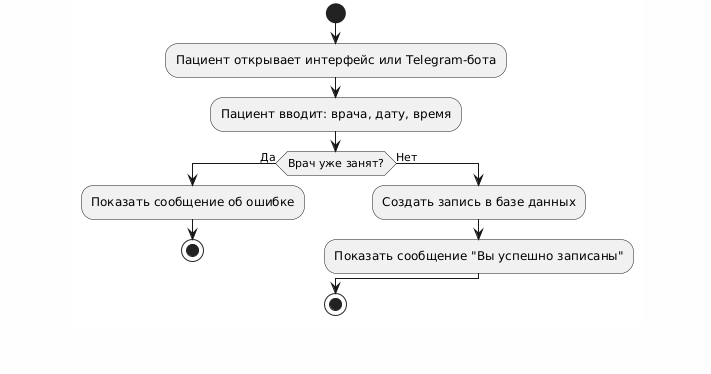 Пациент открывает интерфейс или Telegram-бота
Пациент вводит: врача, дату, время
Да
Врач уже занят?
Нет
Показать сообщение об ошибке
Создать запись в базе данных
Показать сообщение "Вы успешно записаны"